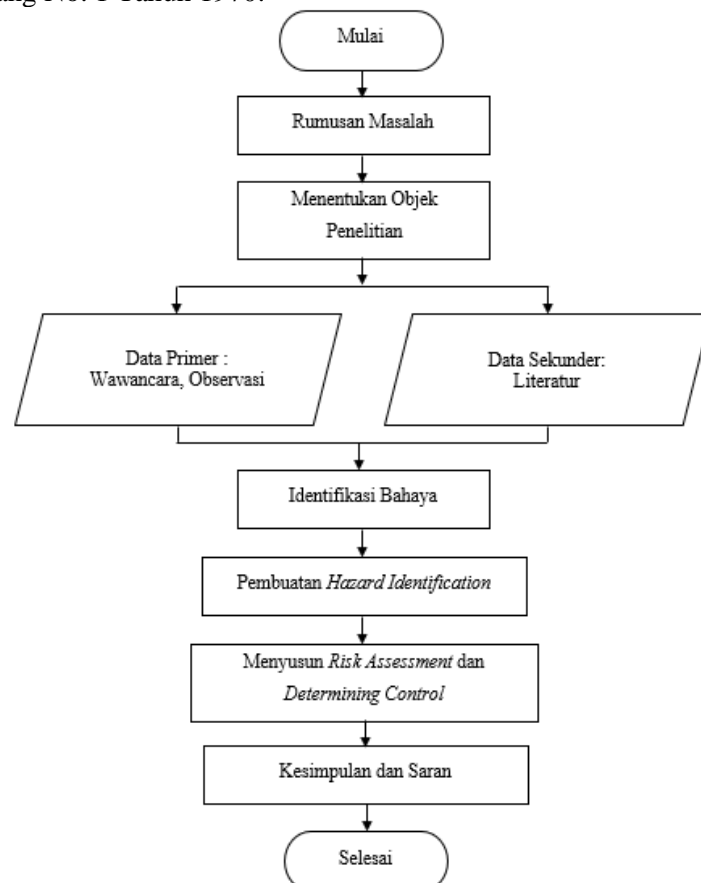 ang No. 1 Tahun 1970.
Mulai
Rumusan Masalah
Menentukan Objek
Penelitian
Data Primer :
Wawancara, Observasi
Data Sekunder:
Literatur
Identifikasi Bahaya
Pembuatan Hazard Identification
Menyusun Risk Assessment dan
Determining Control
Kesimpulan dan Saran
Selesai